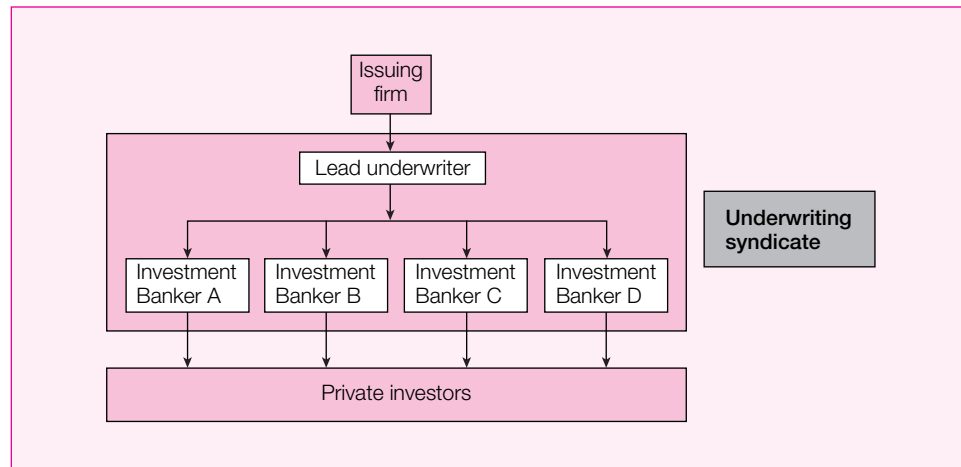 Issuing
firm
Lead underwriter
Underwriting
syndicate
Investment
Banker A
Investment
Banker B
Investment
Banker C
Investment
Banker D
Private investors